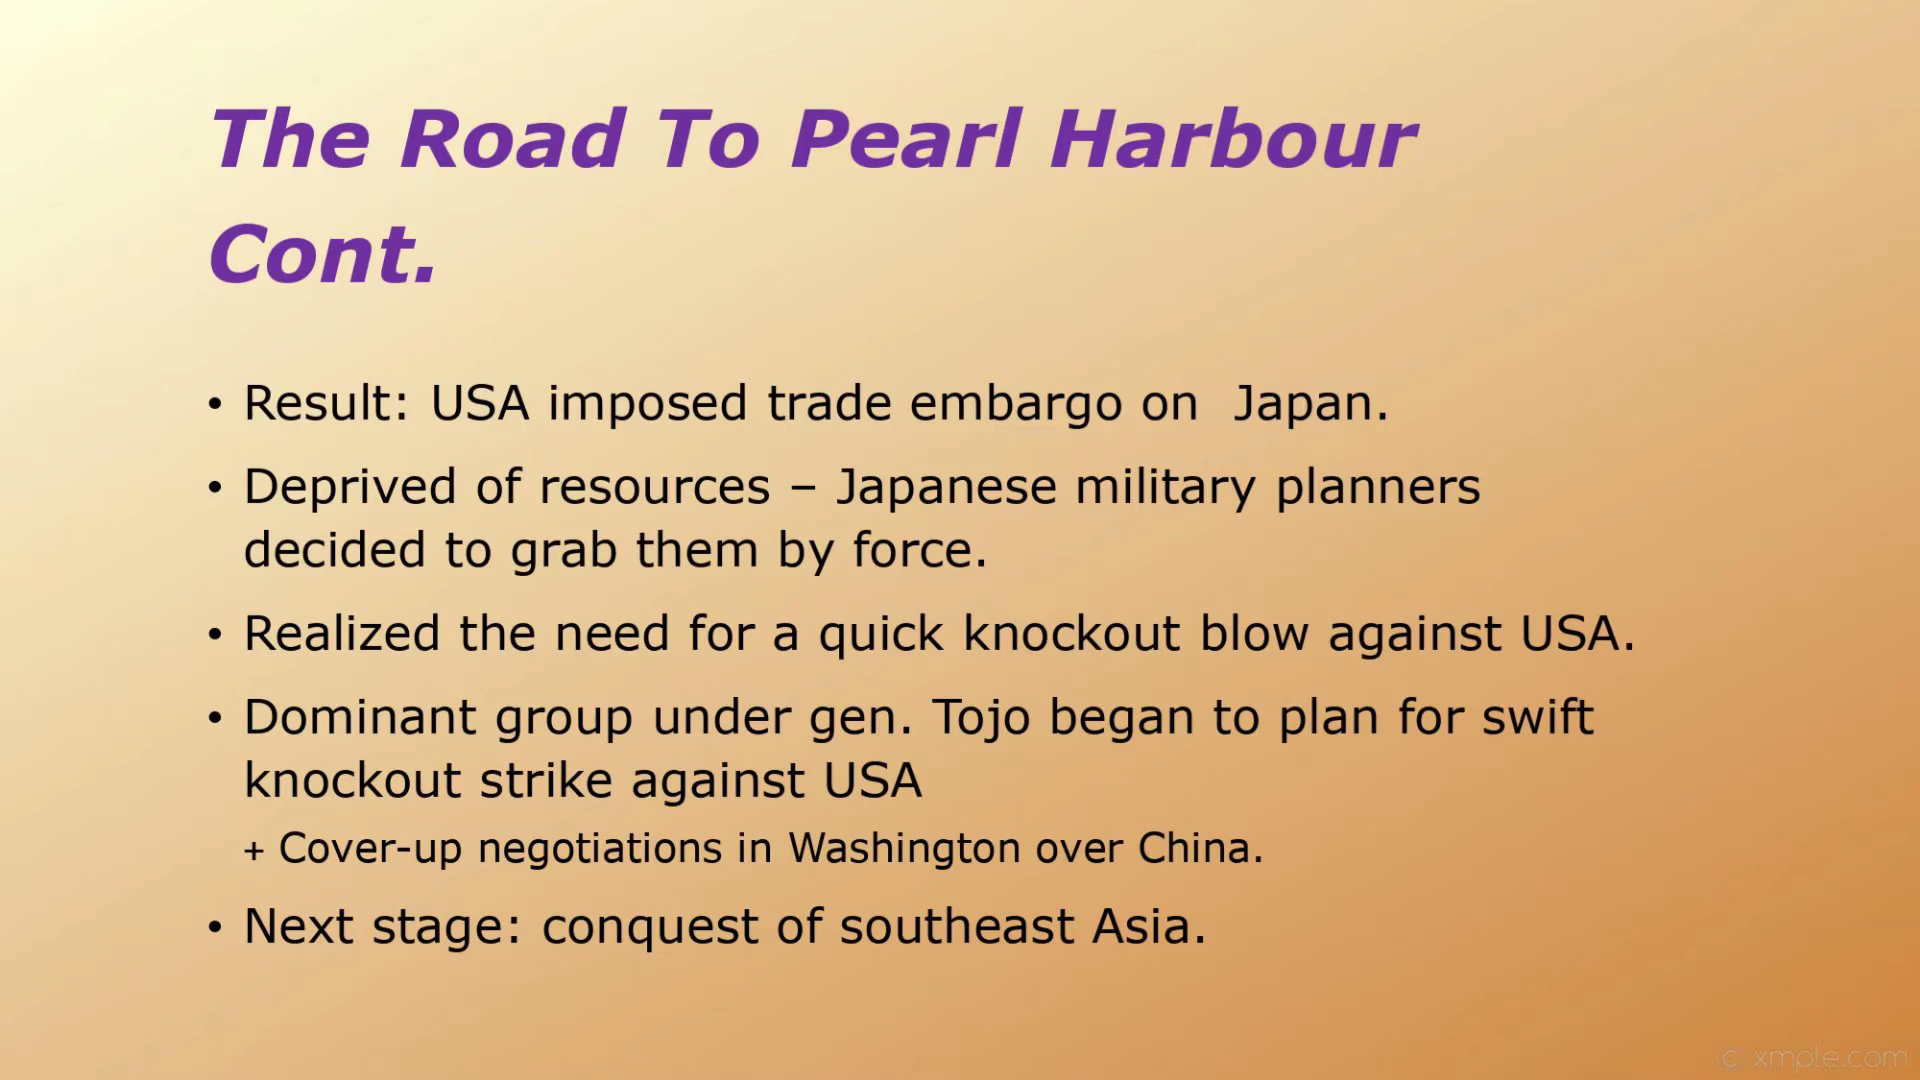 The Road To Pearl Harbour
Cont.
• Result: USA imposed trade embargo on  Japan.
• Deprived of resources – Japanese military planners
decided to grab them by force.
• Realized the need for a quick knockout blow against USA.
• Dominant group under gen. Tojo began to plan for swift
knockout strike against USA
+ Cover-up negotiations in Washington over China.
• Next stage: conquest of southeast Asia.
© xmple.com